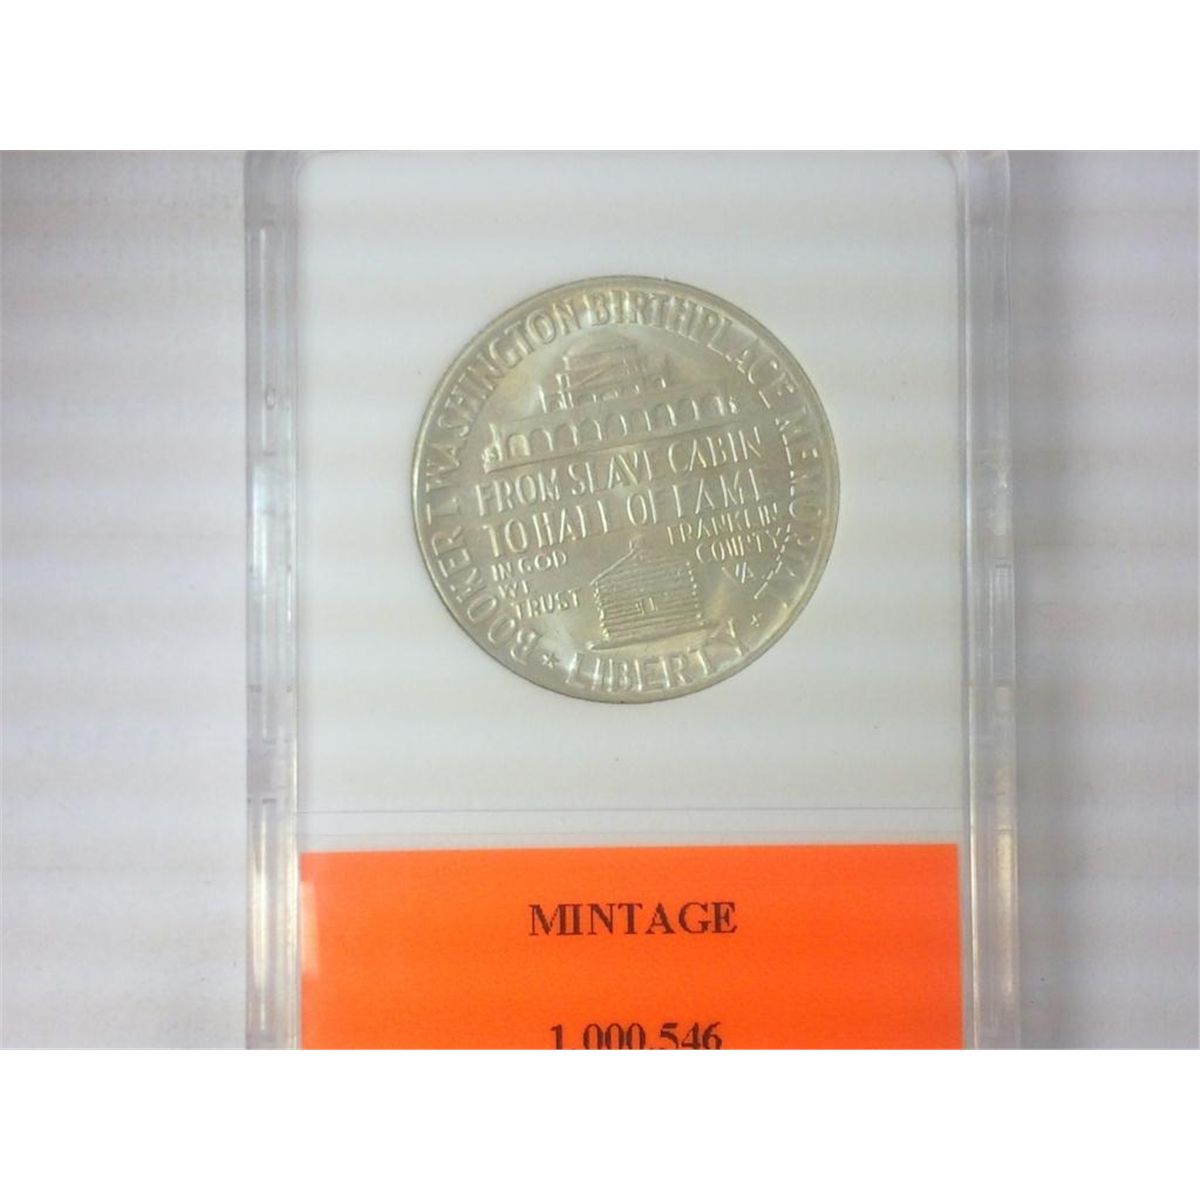 BOOKER T. WASHINGTON BIRTHPLACE MEMORIAL
FROM SLAVE CABIN
TO HALL OF FAME
IN GOD
WE
TRUST
FRANKLIN
COUNTY
VA
LIBERTY
MINTAGE
1,000,546